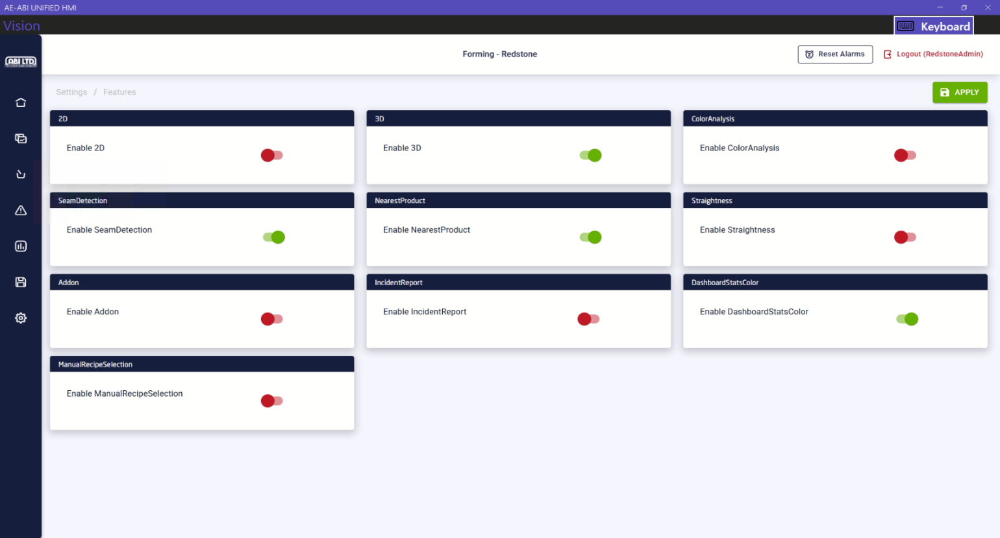 AE-ABI UNIFIED HMI
Vision
Keyboard
ABI LTD
Forming - Redstone
Reset Alarms
Logout (RedstoneAdmin)
Settings / Features
APPLY
2D
Enable 2D
3D
Enable 3D
ColorAnalysis
Enable ColorAnalysis
SeamDetection
Enable SeamDetection
NearestProduct
Enable NearestProduct
Straightness
Enable Straightness
Addon
Enable Addon
IncidentReport
Enable IncidentReport
DashboardStatsColor
Enable DashboardStatsColor
ManualRecipeSelection
Enable ManualRecipeSelection